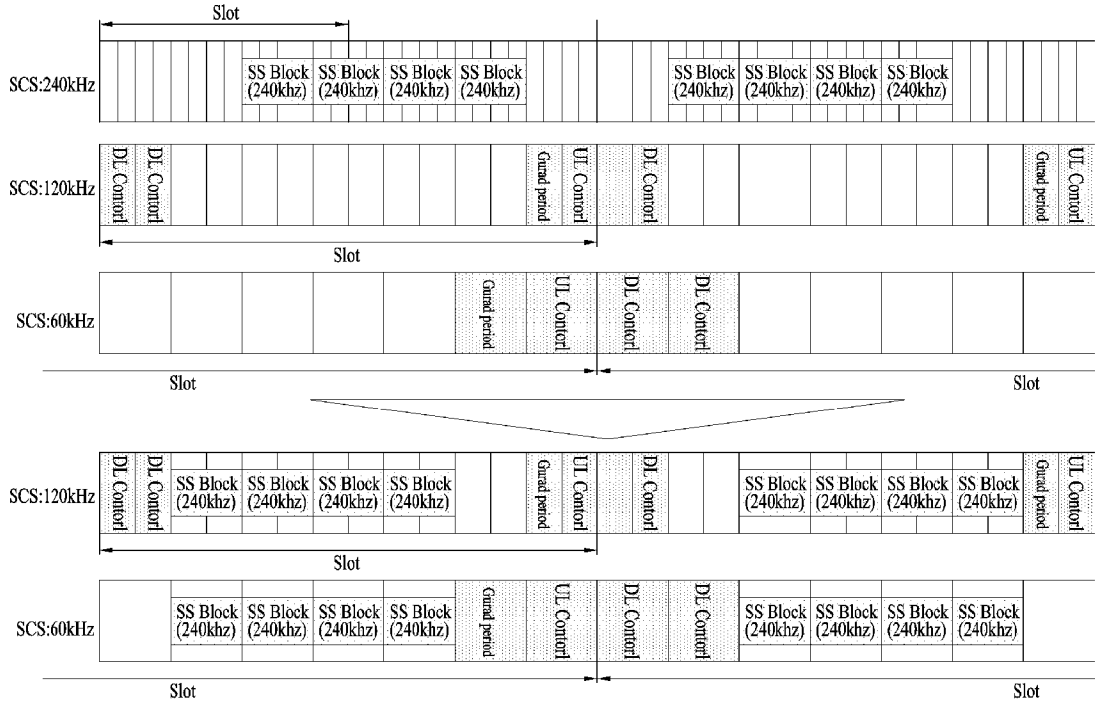 Slot
SCS:240kHz
SS Block SS Block SS Block SS Block SS Block SS Block SS Block SS Block
(240khz) (240khz) (240khz) (240khz) (240khz) (240khz) (240khz) (240khz)
SCS:120kHz
DL Contorl
DL Contorl
Gurad period
UL Contorl
DL Contorl
Gurad period
UL Contorl
Slot
SCS:60kHz
Gurad period
UL Contorl
DL Contorl
DL Contorl
Slot
Slot
SCS:120kHz
DL Contorl
DL Contorl
SS Block SS Block SS Block SS Block
(240khz) (240khz) (240khz) (240khz)
Gurad period
UL Contorl
DL Contorl
SS Block SS Block SS Block SS Block
(240khz) (240khz) (240khz) (240khz)
Gurad period
UL Contorl
Slot
SCS:60kHz
SS Block SS Block SS Block SS Block
(240khz) (240khz) (240khz) (240khz)
Gurad period
UL Contorl
DL Contorl
DL Contorl
SS Block SS Block SS Block SS Block
(240khz) (240khz) (240khz) (240khz)
Slot
Slot